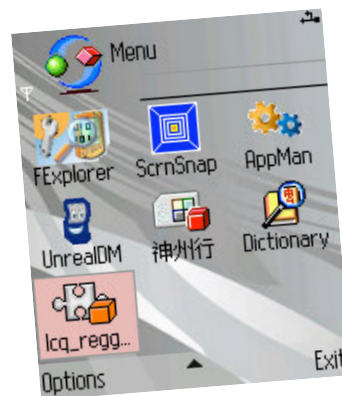 Menu
FExplorer ScrnSnap AppMan
UnrealDM 神州行 Dictionary
Icq_regg...
Options Exit